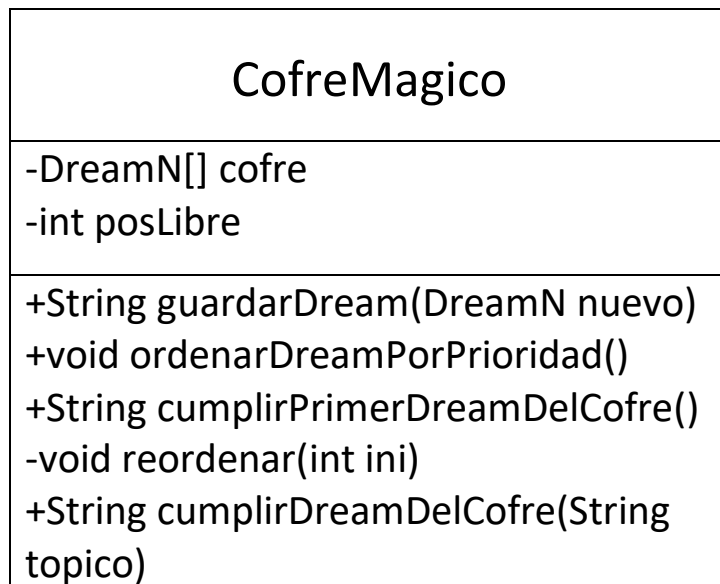 CofreMagico
-DreamN[] cofre
-int posLibre
+String guardarDream(DreamN nuevo)
+void ordenarDreamPorPrioridad()
+String cumplirPrimerDreamDelCofre()
-void reordenar(int ini)
+String cumplirDreamDelCofre(String
topico)